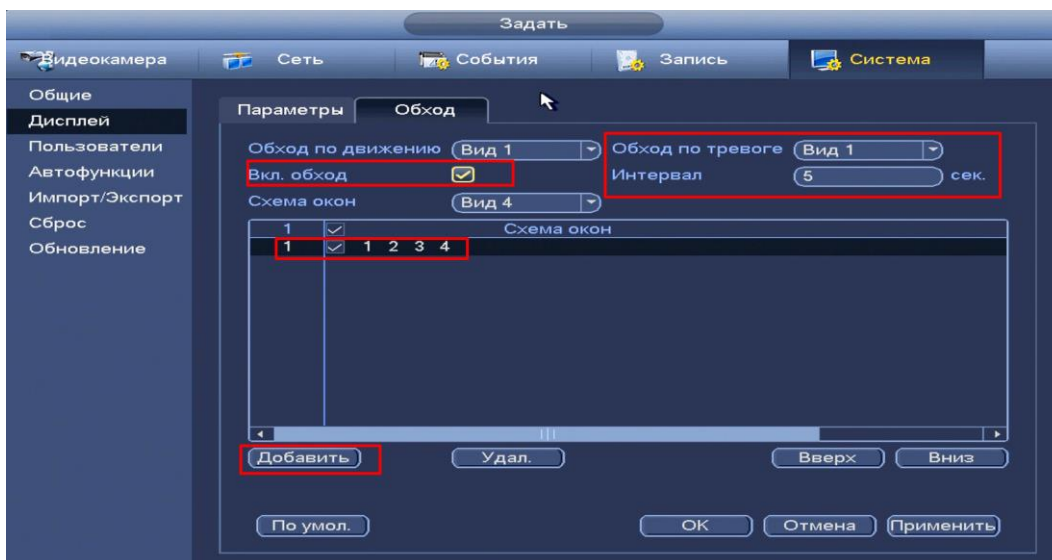 Задать
Видеокамера Сеть События Запись Система
Общие
Дисплей
Пользователи
Автофункции
Импорт/Экспорт
Сброс
Обновление
Параметры Обход
Обход по движению Вид 1 Обход по тревоге Вид 1
Вкл. обход Интервал 5 сек.
Схема окон Вид 4
1 Схема окон
1 1 2 3 4
Добавить Удал. Вверх Вниз
По умол. OK Отмена Применить